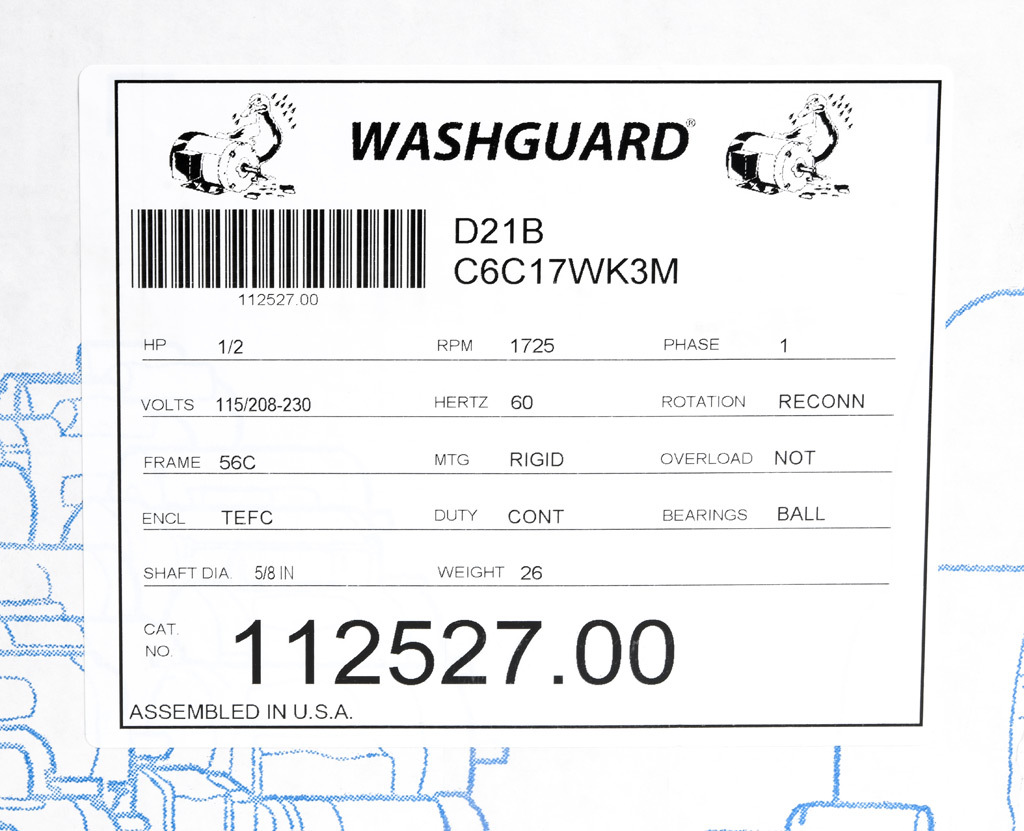 WASHGUARD®
D21B
C6C17WK3M
112527.00
HP 1/2 RPM 1725 PHASE 1
VOLTS 115/208-230 HERTZ 60 ROTATION RECONN
FRAME 56C MTG RIGID OVERLOAD NOT
ENCL TEFC DUTY CONT BEARINGS BALL
SHAFT DIA. 5/8 IN WEIGHT 26
CAT. NO. 112527.00
ASSEMBLED IN U.S.A.